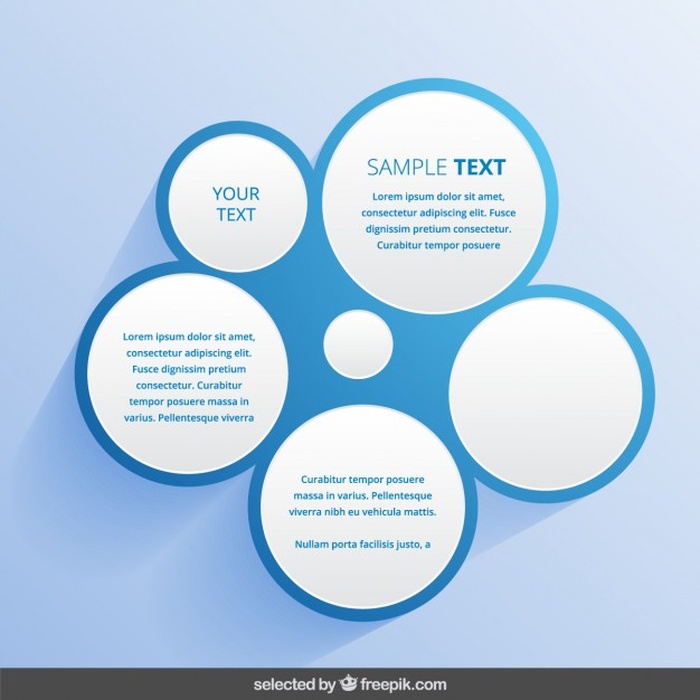 YOUR
TEXT
SAMPLE TEXT
Lorem ipsum dolor sit amet,
consectetur adipiscing elit. Fusce
dignissim pretium consectetur.
Curabitur tempor posuere
Lorem ipsum dolor sit amet,
consectetur adipiscing elit.
Fusce dignissim pretium
consectetur. Curabitur
tempor posuere massa in
varius. Pellentesque viverra
Curabitur tempor posuere
massa in varius. Pellentesque
viverra nibh eu vehicula mattis.
Nullam porta facilisis justo, a
selected by freepik.com